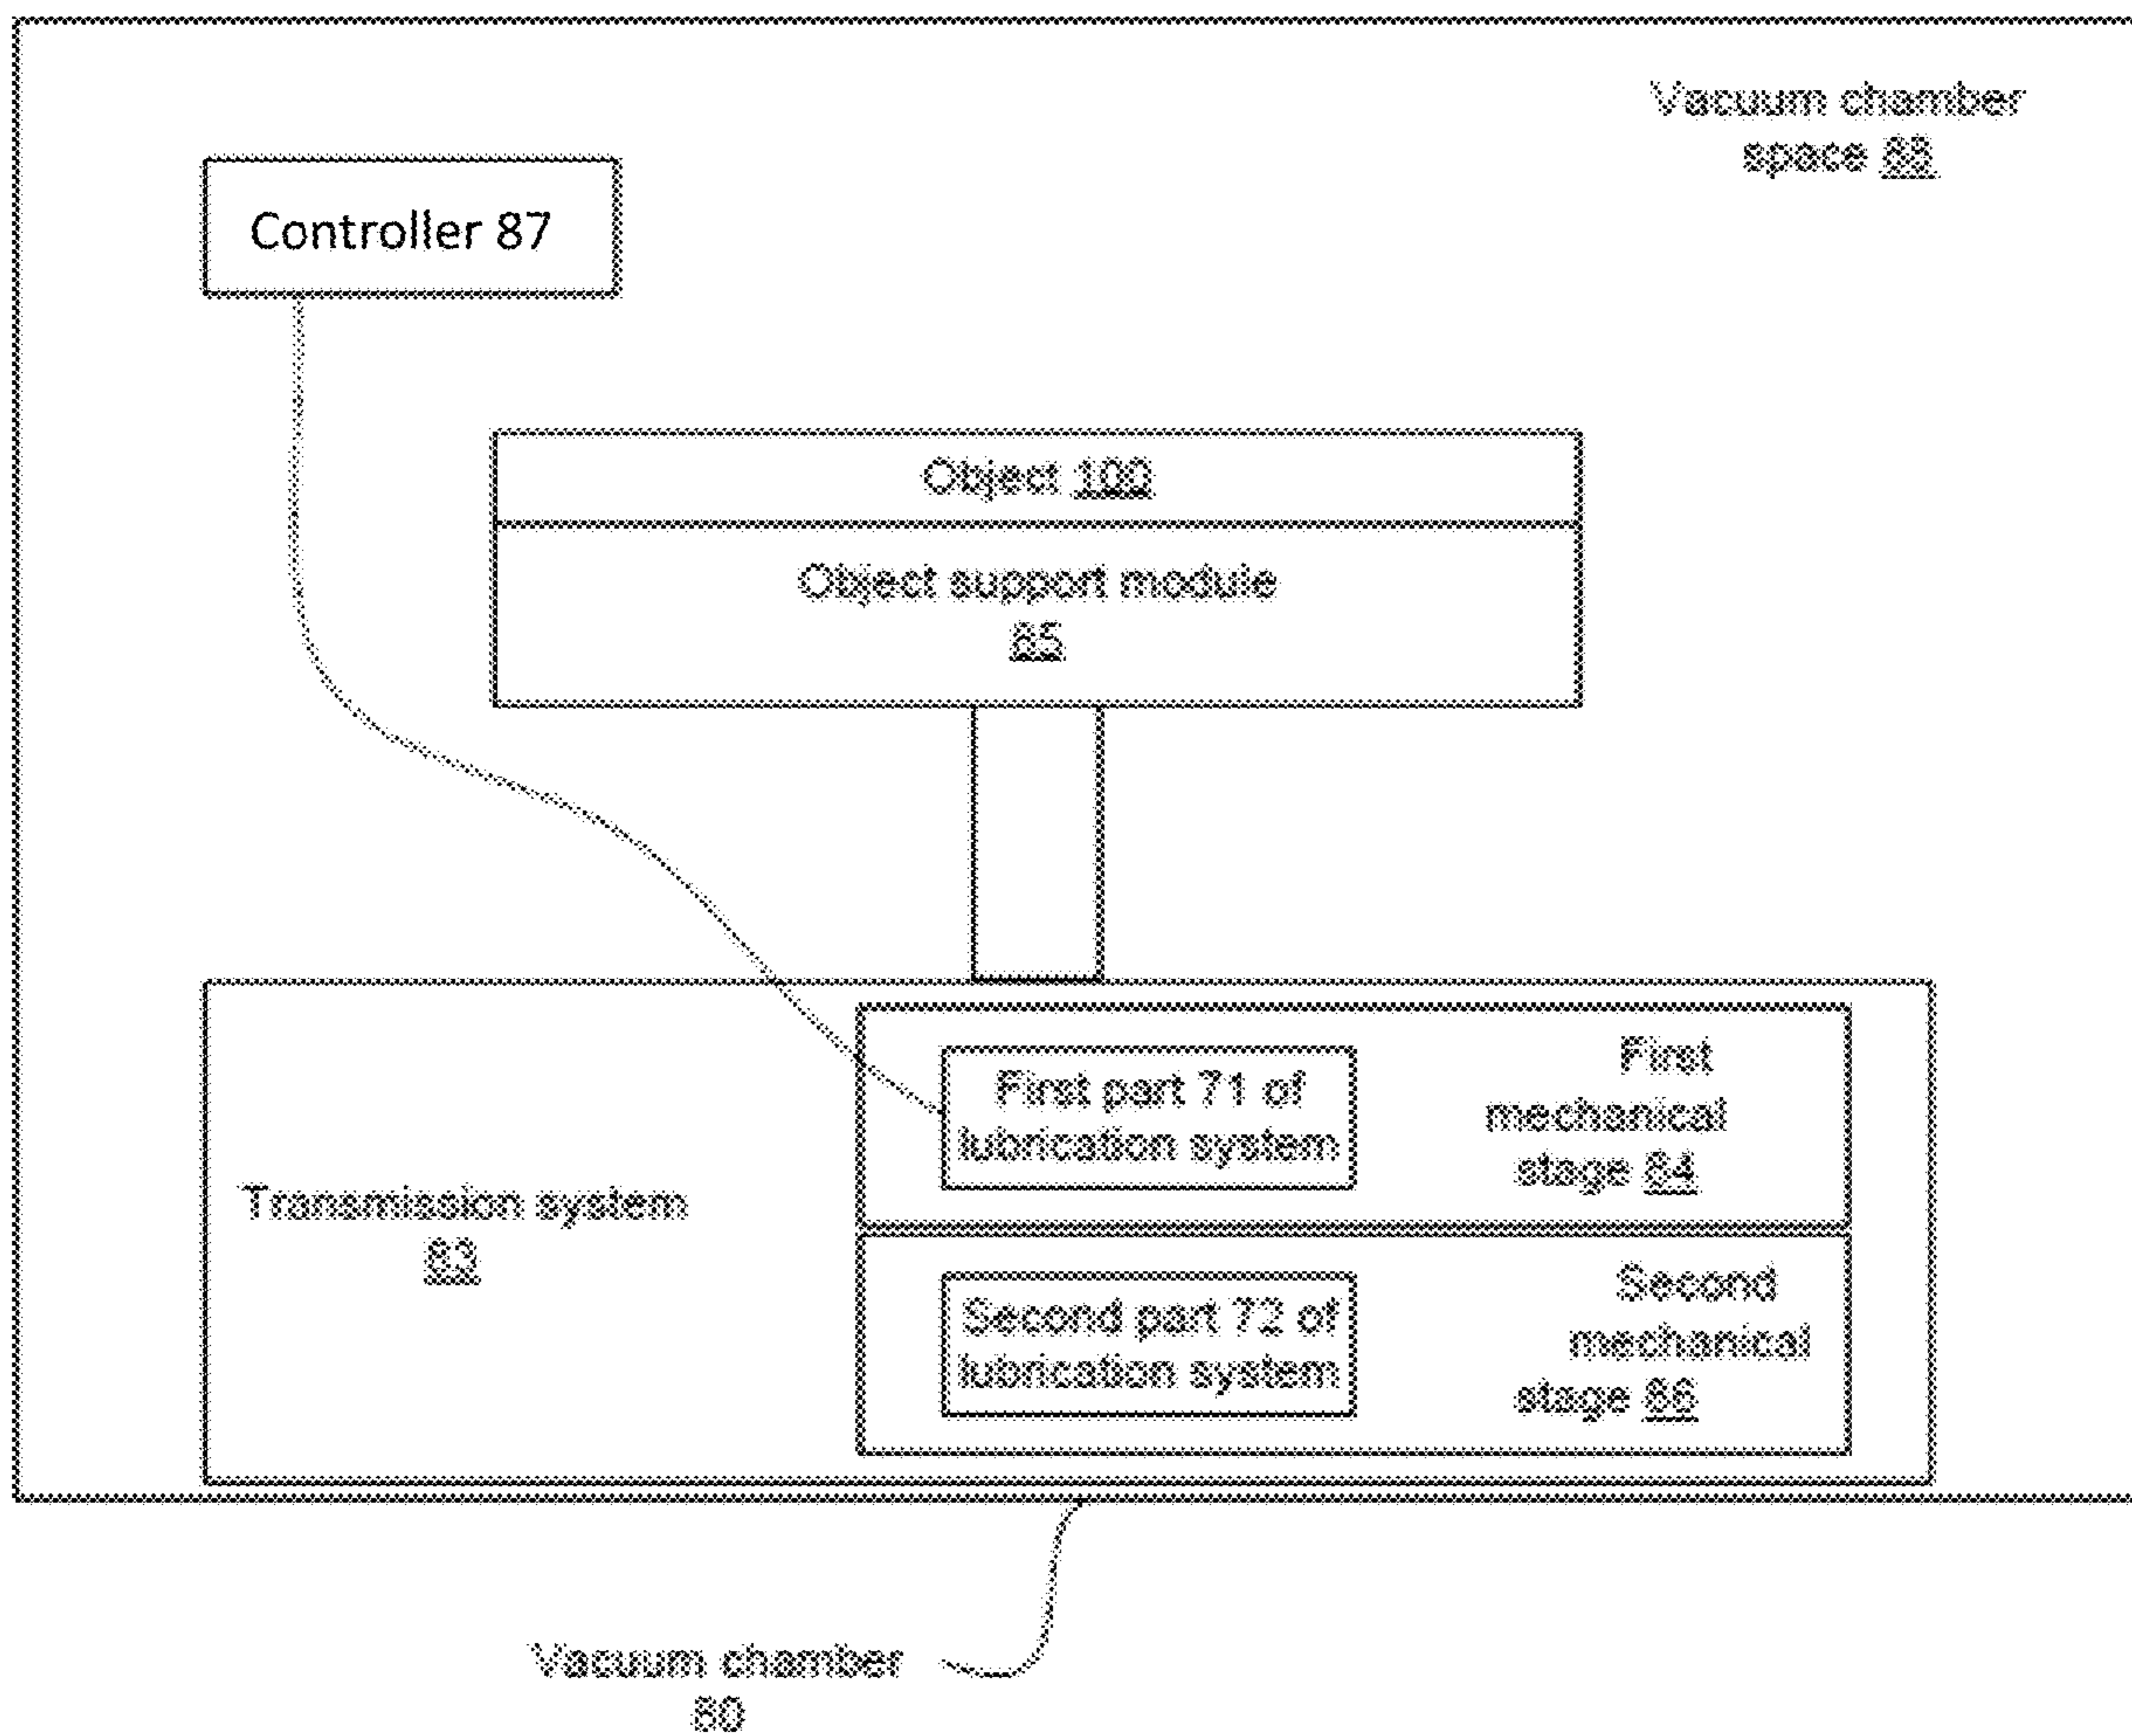 Vacuum chamber
space 88
Controller 87
Object 100
Object support module
85
First part 71 of
lubrication system
First
mechanical
stage 84
Transmission system
83
Second part 72 of
lubrication system
Second
mechanical
stage 86
Vacuum chamber
80